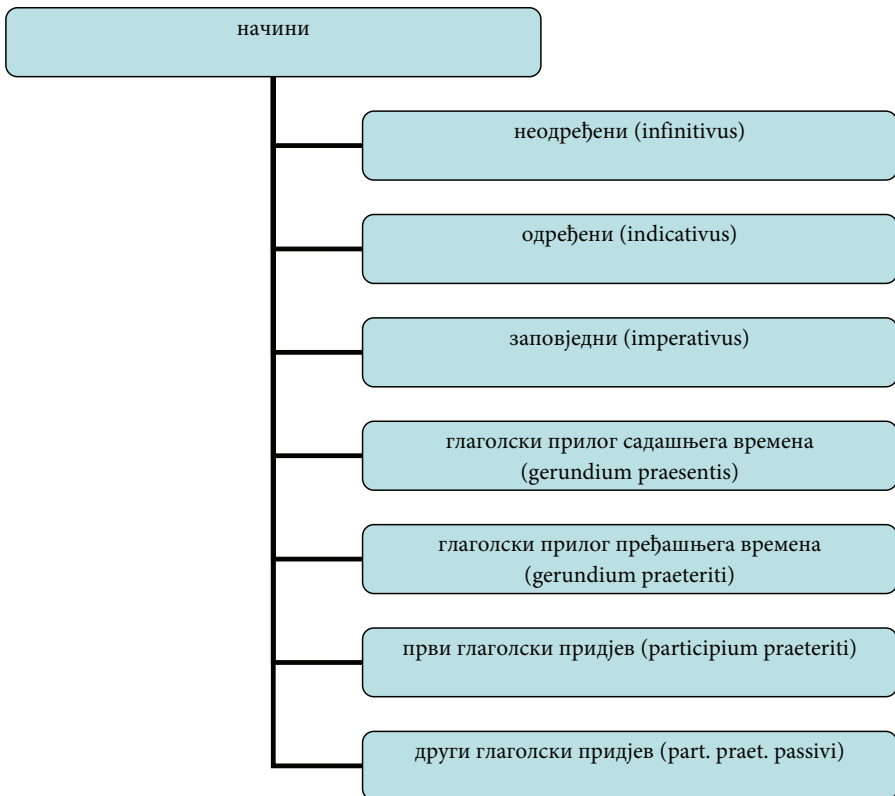 начини
неодређени (infinitivus)
одређени (indicativus)
заповједни (imperativus)
глаголски прилог садашњега времена
(gerundium praesentis)
глаголски прилог пређашњега времена
(gerundium praeteriti)
први глаголски придјев (participium praeteriti)
други глаголски придјев (part. praet. passivi)